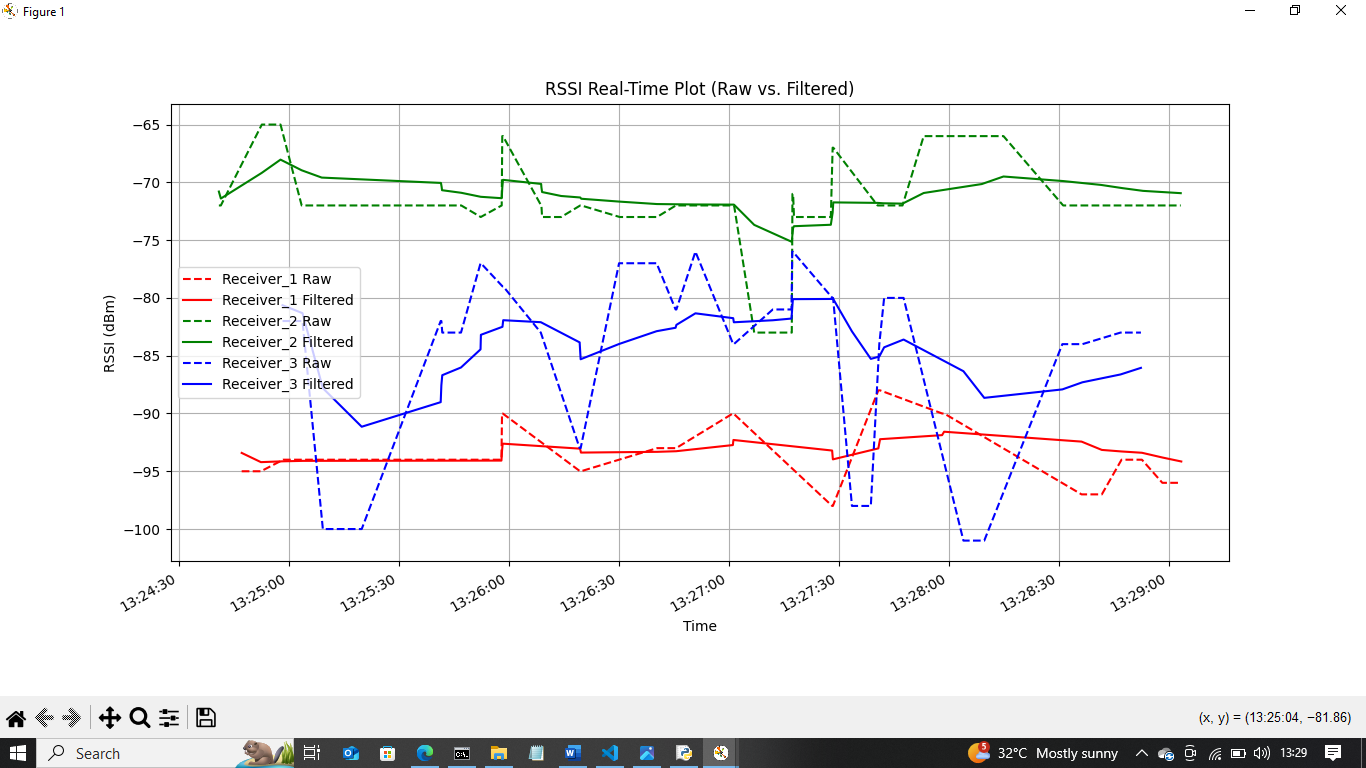 Figure 1
RSSI Real-Time Plot (Raw vs. Filtered)
RSSI (dBm)
−65
−70
−75
−80
−85
−90
−95
−100
Receiver_1 Raw
Receiver_1 Filtered
Receiver_2 Raw
Receiver_2 Filtered
Receiver_3 Raw
Receiver_3 Filtered
13:24:30
13:25:00
13:25:30
13:26:00
13:26:30
13:27:00
13:27:30
13:28:00
13:28:30
13:29:00
Time
(x, y) = (13:25:04, −81.86)
Search
5
32°C Mostly sunny
13:29